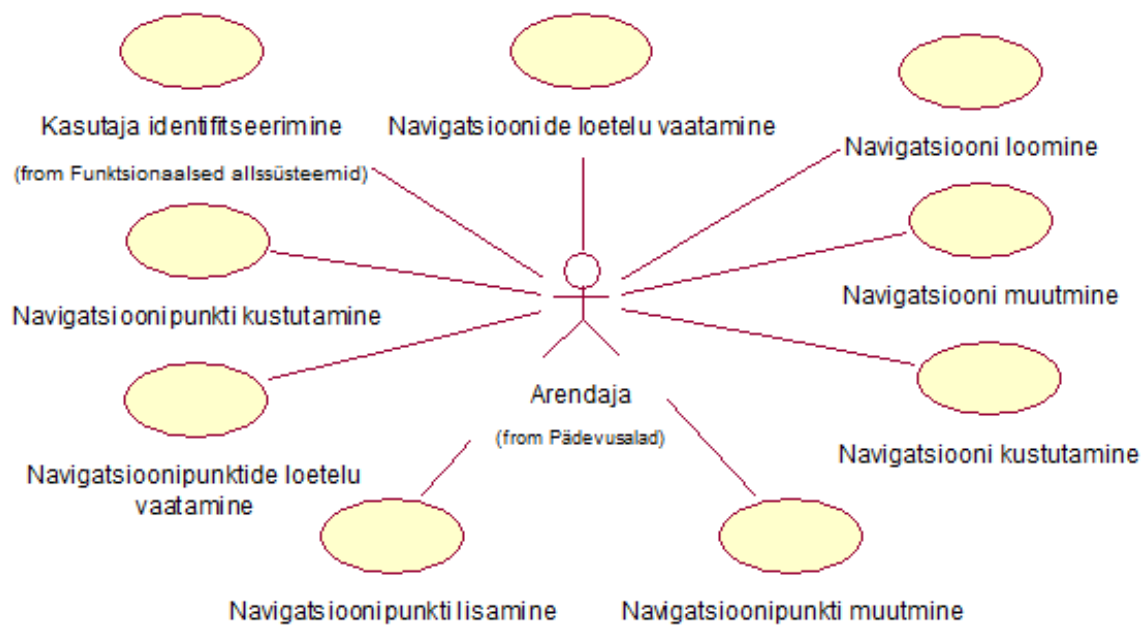 Kasutaja identifitseerimine
(from Funktsionaalsed allssüsteemid)
Navigatsioonide loetelu vaatamine
Navigatsiooni loomine
Navigatsioonipunkti kustutamine
Navigatsiooni muutmine
Arendaja
(from Pädevusalad)
Navigatsioonipunktide loetelu
vaatamine
Navigatsiooni kustutamine
Navigatsioonipunkti lisamine
Navigatsioonipunkti muutmine